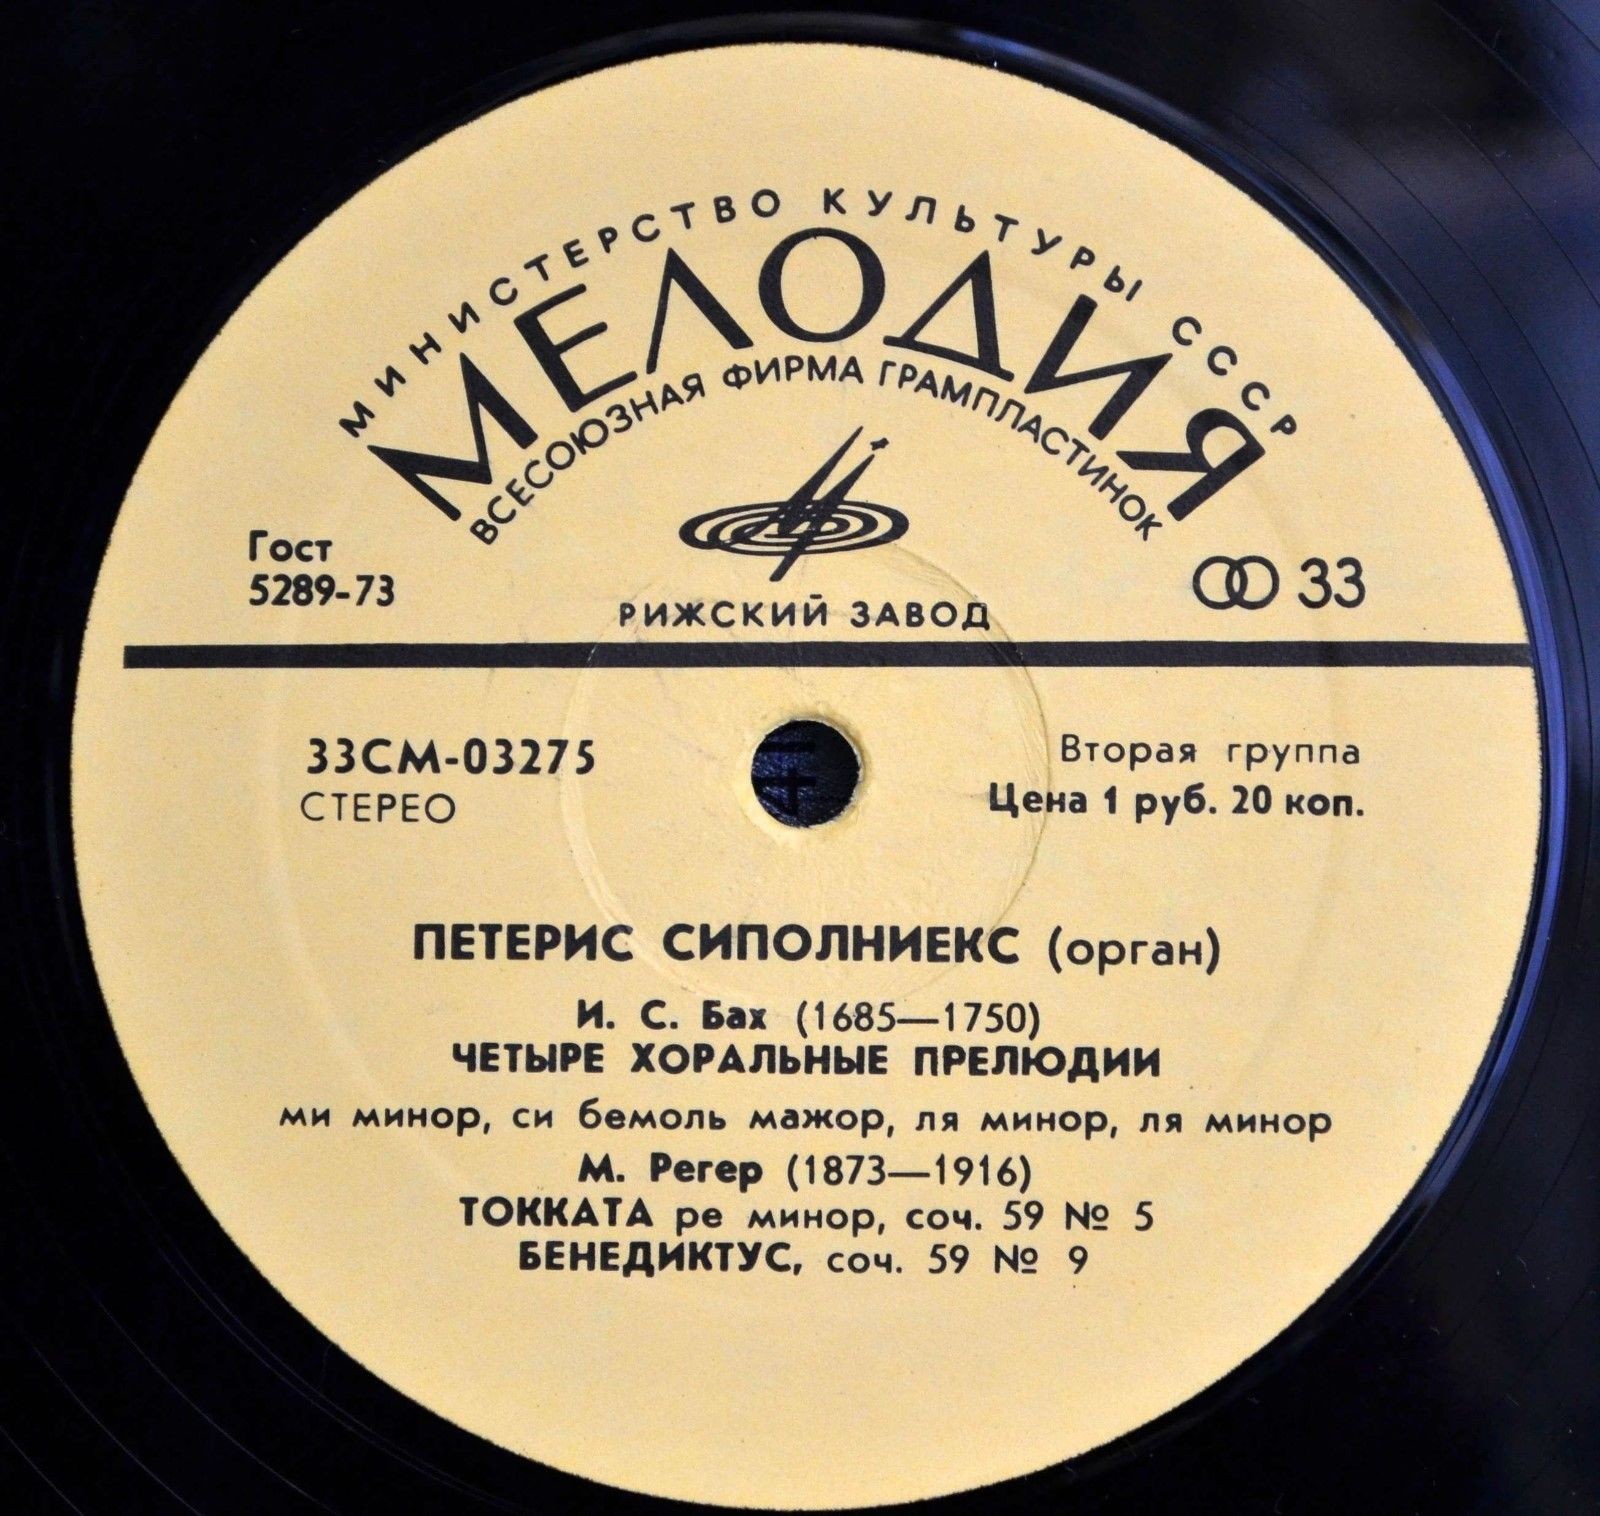 МИНИСТЕРСТВО КУЛЬТУРЫ СССР
МЕЛОДИЯ
ВСЕСОЮЗНАЯ ФИРМА ГРАМПЛАСТИНОК
Гост
5289-73
РИЖСКИЙ ЗАВОД
33
33СМ-03275
СТЕРЕО
Вторая группа
Цена 1 руб. 20 коп.
ПЕТЕРИС СИПОЛНИЕКС (орган)
И. С. Бах (1685—1750)
ЧЕТЫРЕ ХОРАЛЬНЫЕ ПРЕЛЮДИИ
ми минор, си бемоль мажор, ля минор, ля минор
М. Регер (1873—1916)
ТОККАТА ре минор, соч. 59 № 5
БЕНЕДИКТУС, соч. 59 № 9